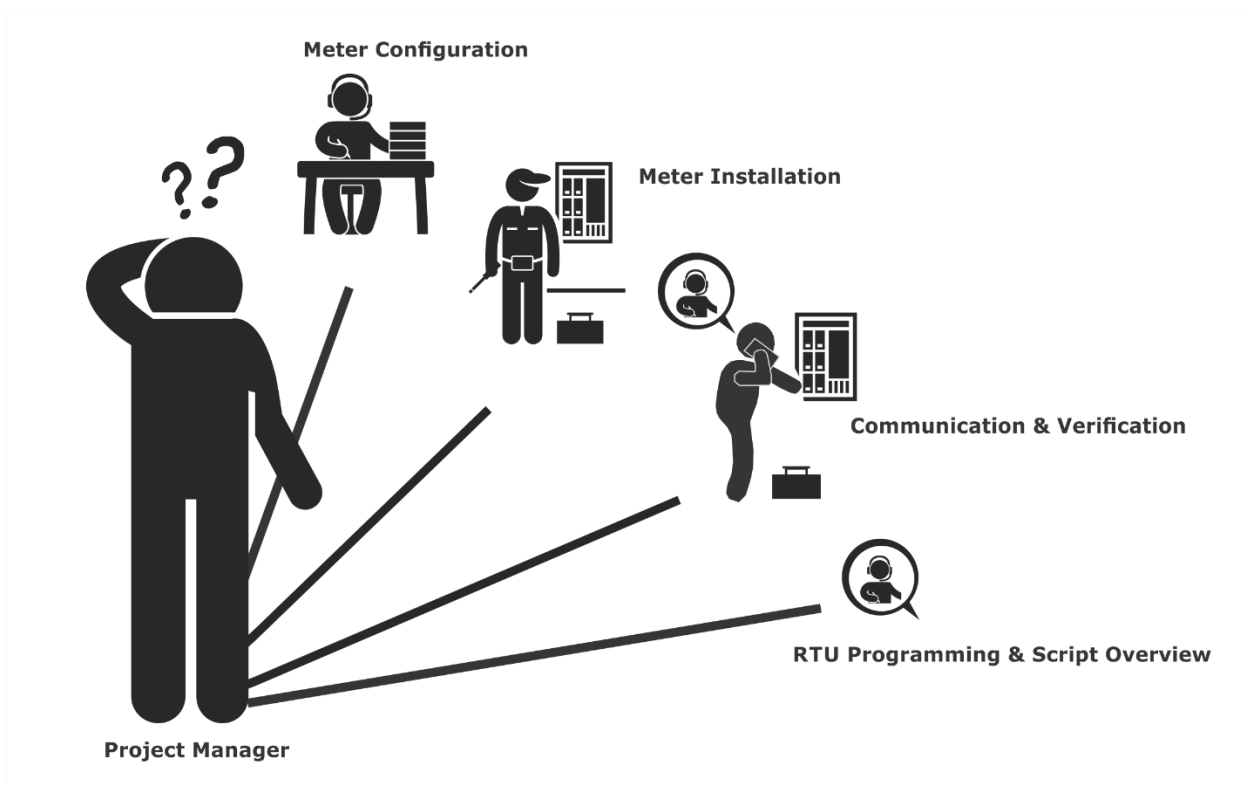 Meter Configuration
??
Meter Installation
Communication & Verification
RTU Programming & Script Overview
Project Manager